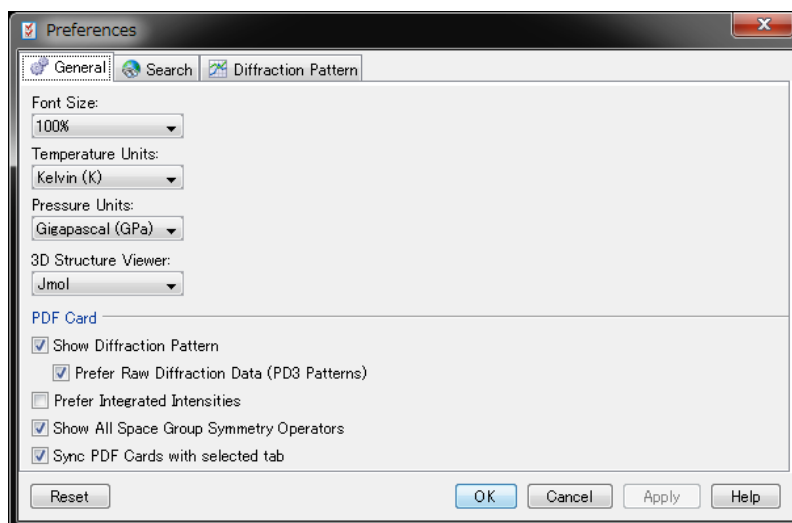 Preferences
General
Search
Diffraction Pattern
Font Size:
100%
Temperature Units:
Kelvin (K)
Pressure Units:
Gigapascal (GPa)
3D Structure Viewer:
Jmol
PDF Card
Show Diffraction Pattern
Prefer Raw Diffraction Data (PD3 Patterns)
Prefer Integrated Intensities
Show All Space Group Symmetry Operators
Sync PDF Cards with selected tab
Reset
OK
Cancel
Apply
Help